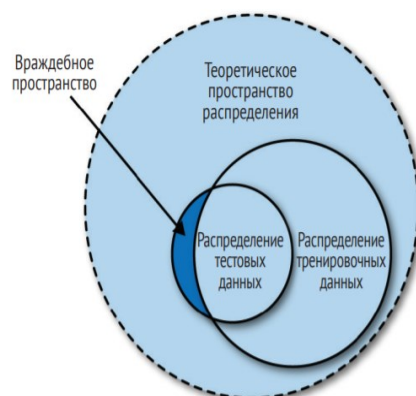 Враждебное
пространство
Теоретическое
пространство
распределения
Распределение
тестовых
данных
Распределение
тренировочных
данных